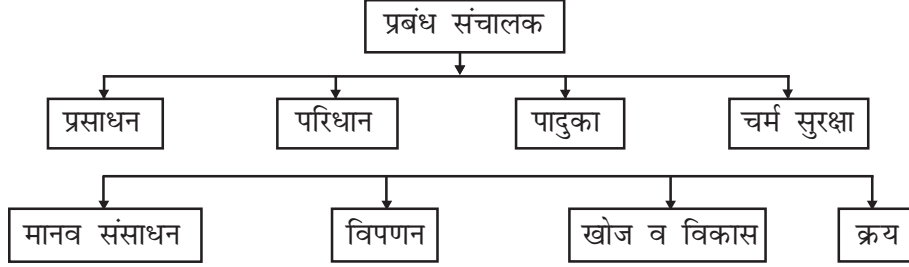 प्रबंध संचालक
प्रसाधन परिधान पादुका चर्म सुरक्षा
मानव संसाधन विपणन खोज व विकास क्रय